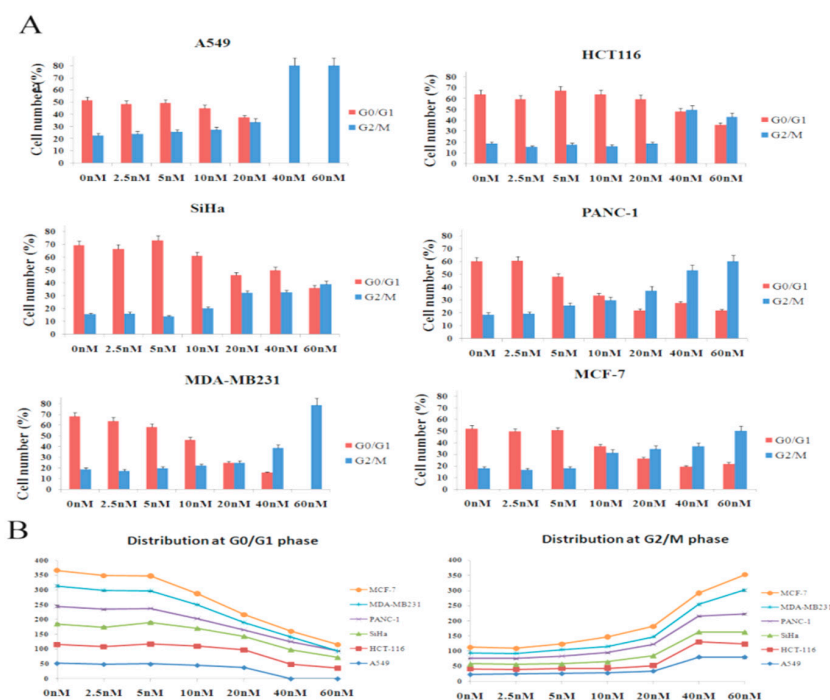 A
A549
Cell number (%)
80
70
60
50
40
30
20
10
0
0nM 2.5nM 5nM 10nM 20nM 40nM 60nM
G0/G1
G2/M
HCT116
Cell number (%)
80
70
60
50
40
30
20
10
0
0nM 2.5nM 5nM 10nM 20nM 40nM 60nM
G0/G1
G2/M
SiHa
Cell number (%)
80
70
60
50
40
30
20
10
0
0nM 2.5nM 5nM 10nM 20nM 40nM 60nM
G0/G1
G2/M
PANC-1
Cell number (%)
80
70
60
50
40
30
20
10
0
0nM 2.5nM 5nM 10nM 20nM 40nM 60nM
G0/G1
G2/M
MDA-MB231
Cell number (%)
80
70
60
50
40
30
20
10
0
0nM 2.5nM 5nM 10nM 20nM 40nM 60nM
G0/G1
G2/M
MCF-7
Cell number (%)
80
70
60
50
40
30
20
10
0
0nM 2.5nM 5nM 10nM 20nM 40nM 60nM
G0/G1
G2/M
B
Distribution at G0/G1 phase
400
350
300
250
200
150
100
50
0
0nM 2.5nM 5nM 10nM 20nM 40nM 60nM
MCF-7
MDA-MB231
PANC-1
SiHa
HCT-116
A549
Distribution at G2/M phase
400
350
300
250
200
150
100
50
0
0nM 2.5nM 5nM 10nM 20nM 40nM 60nM
MCF-7
MDA-MB231
PANC-1
SiHa
HCT-116
A549